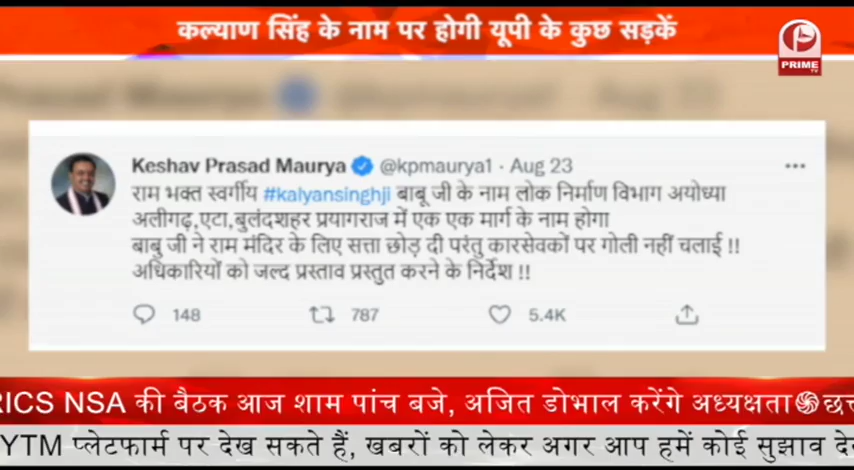 कल्याण सिंह के नाम पर होगी यूपी के कुछ सड़कें
PRIME
TV
Keshav Prasad Maurya @kpmaurya1 · Aug 23
राम भक्त स्वर्गीय #kalyansinghji बाबू जी के नाम लोक निर्माण विभाग अयोध्या
अलीगढ़,एटा,बुलंदशहर प्रयागराज में एक एक मार्ग के नाम होगा
बाबु जी ने राम मंदिर के लिए सत्ता छोड़ दी परंतु कारसेवकों पर गोली नहीं चलाई !!
अधिकारियों को जल्द प्रस्ताव प्रस्तुत करने के निर्देश !!
148 787 5.4K
RICS NSA की बैठक आज शाम पांच बजे, अजित डोभाल करेंगे अध्यक्षता
YTM प्लेटफार्म पर देख सकते हैं, खबरों को लेकर अगर आप हमें कोई सुझाव